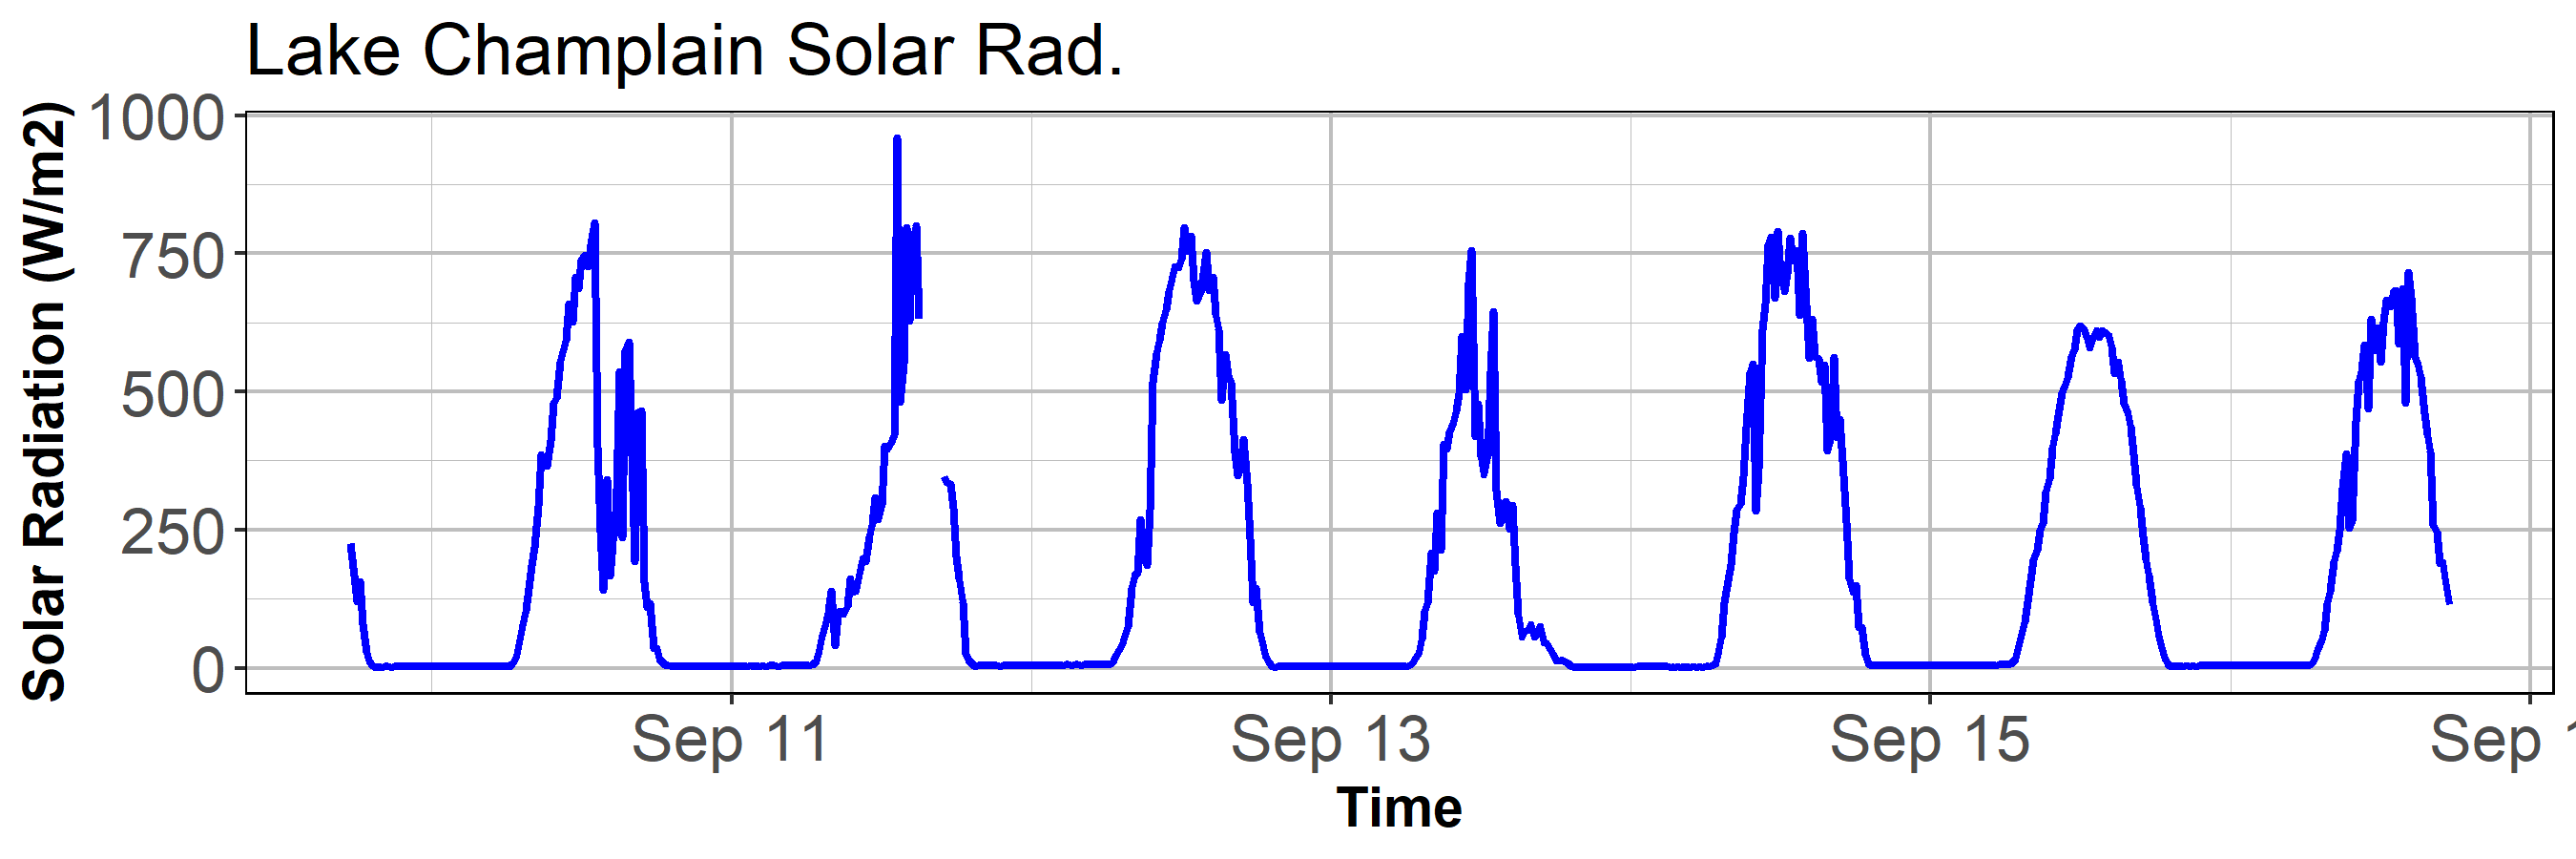 Lake Champlain Solar Rad.
Solar Radiation (W/m2)
1000
750
500
250
0
Sep 11 Sep 13 Sep 15 Sep
Time